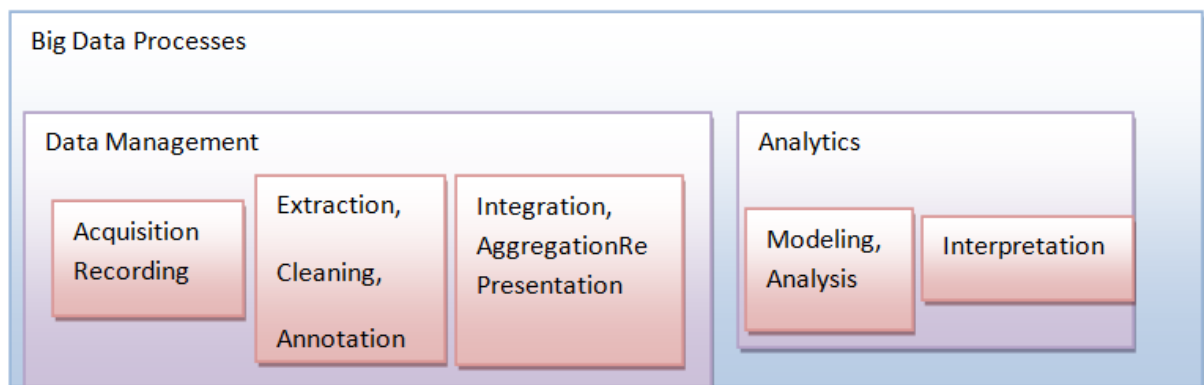 Big Data Processes
Data Management
Acquisition
Recording
Extraction,
Cleaning,
Annotation
Integration,
AggregationRe
Presentation
Analytics
Modeling,
Analysis
Interpretation